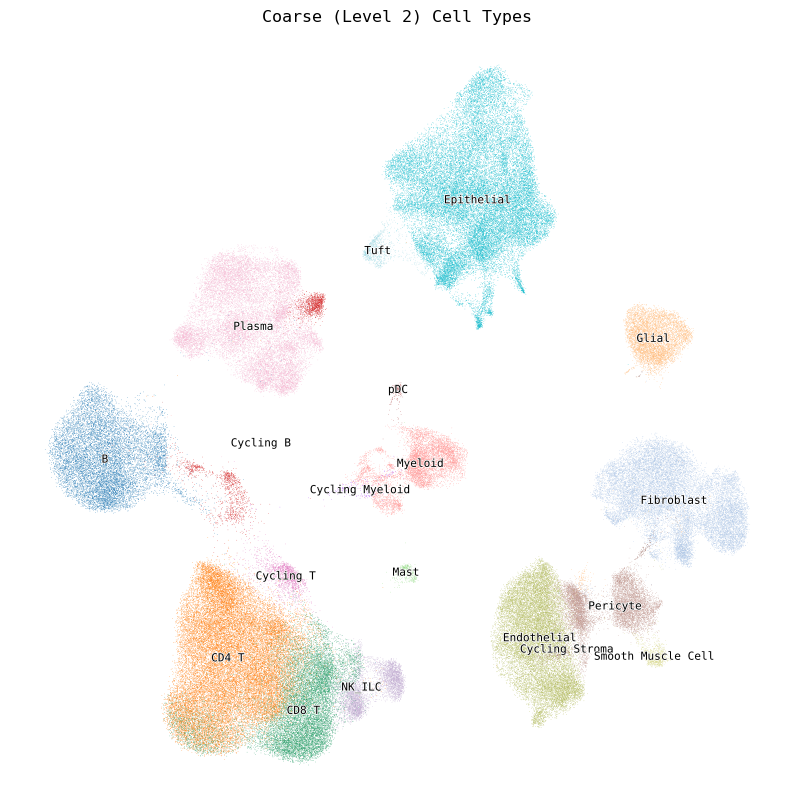 Coarse (Level 2) Cell Types
Epithelial
Tuft
Plasma
Glial
pDC
Cycling B
B
Myeloid
Cycling Myeloid
Fibroblast
Mast
Cycling T
Pericyte
Endothelial
Cycling Stroma
Smooth Muscle Cell
CD4 T
NK ILC
CD8 T